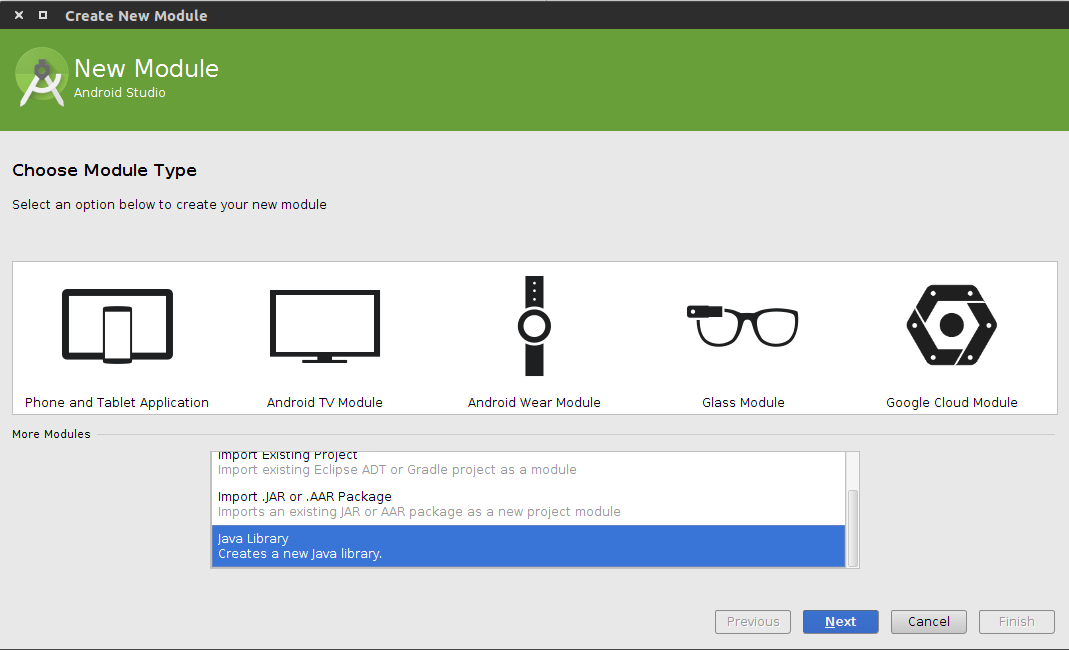 Create New Module
New Module
Android Studio
Choose Module Type
Select an option below to create your new module
Phone and Tablet Application
Android TV Module
Android Wear Module
Glass Module
Google Cloud Module
More Modules
Import Existing Project
Import existing Eclipse ADT or Gradle project as a module
Import .JAR or .AAR Package
Imports an existing JAR or AAR package as a new project module
Java Library
Creates a new Java library.
Previous
Next
Cancel
Finish